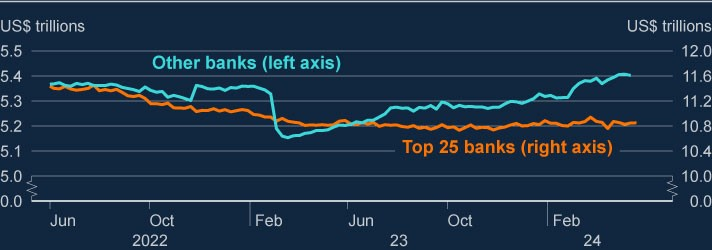 US$ trillions US$ trillions
5.5 12.0
Other banks (left axis)
5.4 11.6
5.3 11.2
5.2 10.8
Top 25 banks (right axis)
5.1 10.4
5.0 10.0
0.0 0.0
Jun Oct Feb Jun Oct Feb
2022 23 24